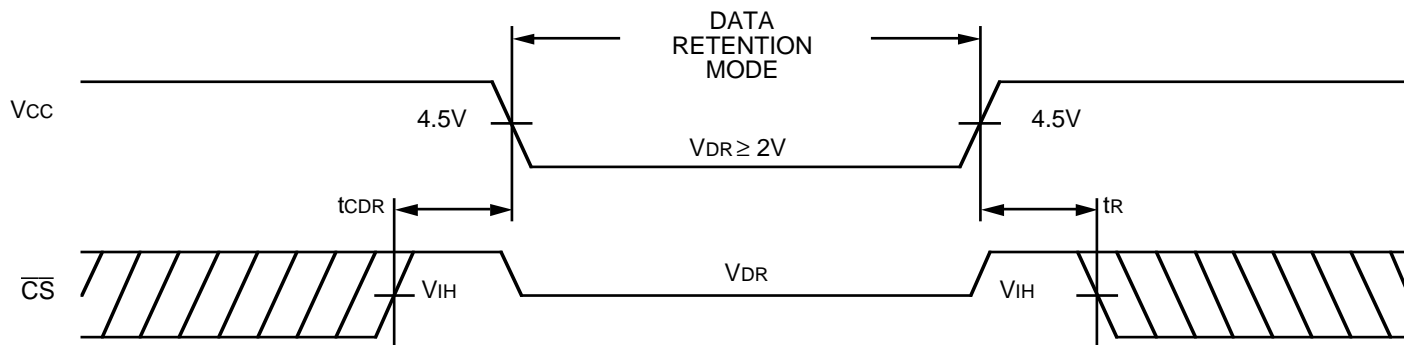 DATA
RETENTION
MODE
VCC
4.5V
4.5V
VDR ≥ 2V
tCDR
tR
CS
VIH
VDR
VIH